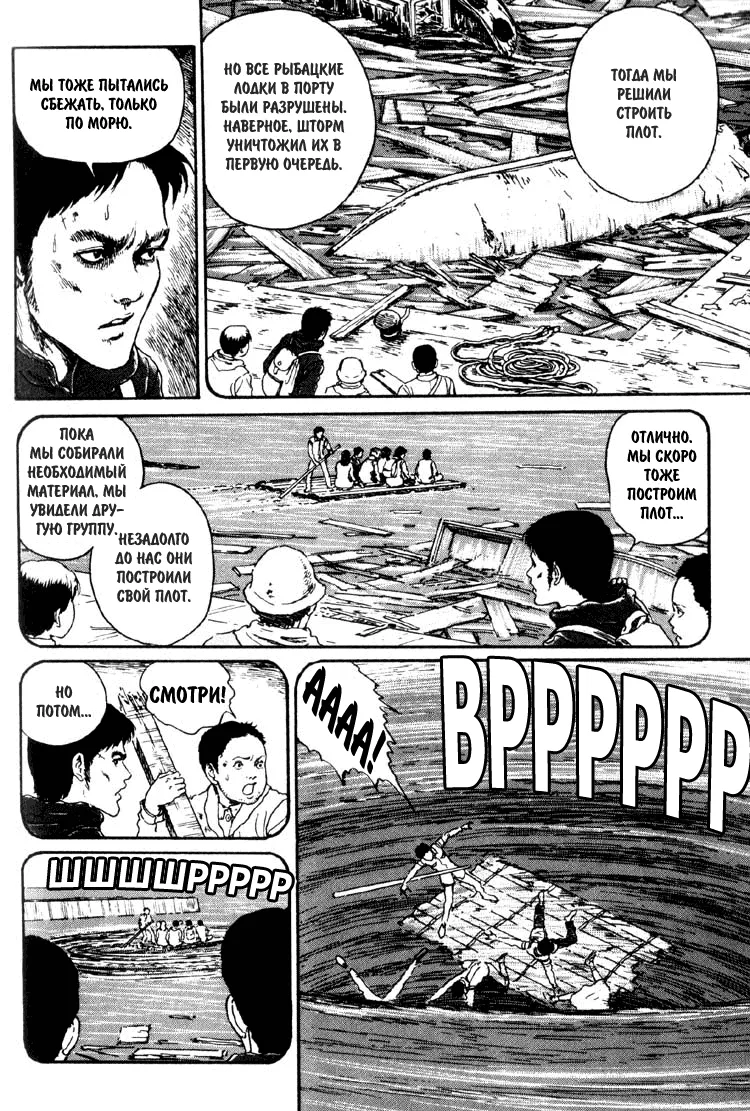 МЫ ТОЖЕ ПЫТАЛИСЬ
СБЕЖАТЬ, ТОЛЬКО
ПО МОРЮ.
НО ВСЕ РЫБАЦКИЕ
ЛОДКИ В ПОРТУ
БЫЛИ РАЗРУШЕНЫ.
НАВЕРНОЕ, ШТОРМ
УНИЧТОЖИЛ ИХ В
ПЕРВУЮ ОЧЕРЕДЬ.
ТОГДА МЫ
РЕШИЛИ
СТРОИТЬ
ПЛОТ.
ПОКА
МЫ СОБИРАЛИ
НЕОБХОДИМЫЙ
МАТЕРИАЛ, МЫ
УВИДЕЛИ ДРУ-
ГУЮ ГРУППУ.
НЕЗАДОЛГО
ДО НАС ОНИ
ПОСТРОИЛИ
СВОЙ ПЛОТ.
ОТЛИЧНО.
МЫ СКОРО
ТОЖЕ
ПОСТРОИМ
ПЛОТ...
НО
ПОТОМ...
СМОТРИ!
ШШШШШРРРРР
АААА!
ВРРРРРРР